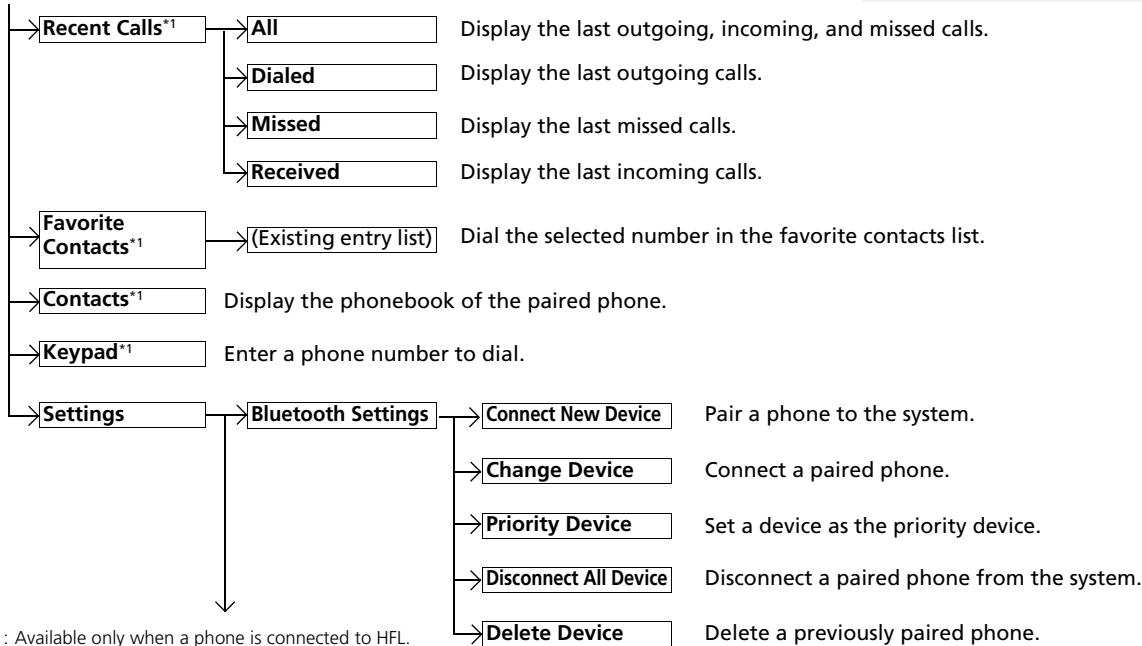 Recent Calls*1 All Display the last outgoing, incoming, and missed calls.
Dialed Display the last outgoing calls.
Missed Display the last missed calls.
Received Display the last incoming calls.
Favorite
Contacts*1 (Existing entry list) Dial the selected number in the favorite contacts list.
Contacts*1 Display the phonebook of the paired phone.
Keypad*1 Enter a phone number to dial.
Settings Bluetooth Settings Connect New Device Pair a phone to the system.
Change Device Connect a paired phone.
Priority Device Set a device as the priority device.
Disconnect All Device Disconnect a paired phone from the system.
: Available only when a phone is connected to HFL.
Delete Device Delete a previously paired phone.